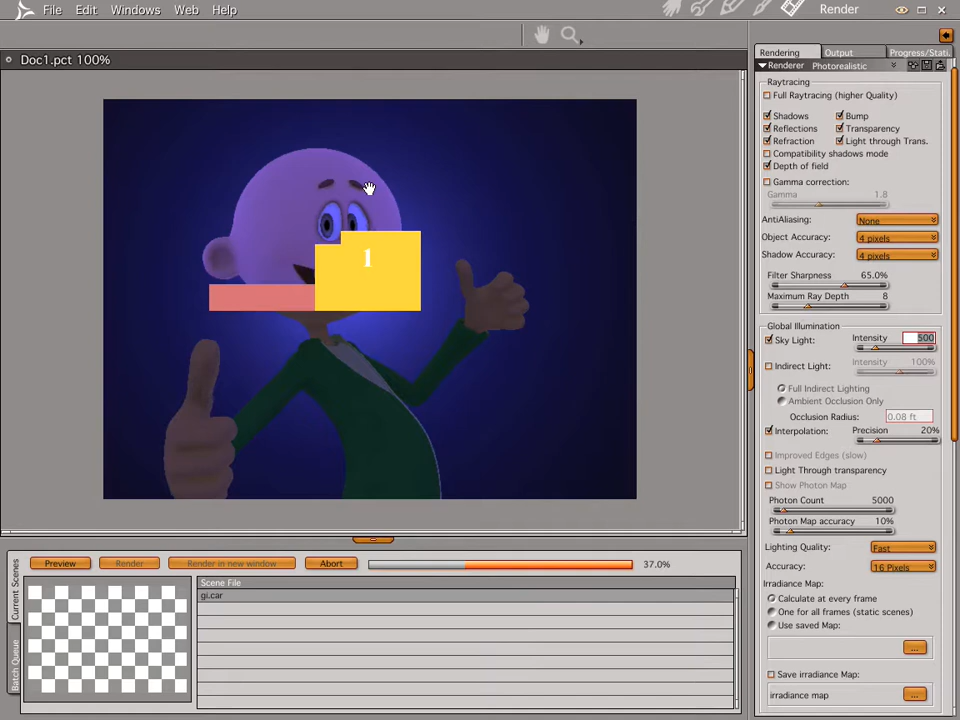 File Edit Windows Web Help Render
Doc1.pct 100%
Rendering Output Progress/Stati.
Renderer Photorealistic
Raytracing
Full Raytracing (higher Quality)
Shadows Bump
Reflections Transparency
Refraction Light through Trans.
Compatibility shadows mode
Depth of field
Gamma correction:
Gamma 1.8
AntiAliasing: None
Object Accuracy: 4 pixels
Shadow Accuracy: 4 pixels
Filter Sharpness 65.0%
Maximum Ray Depth 8
Global Illumination
Sky Light: Intensity 500
Indirect Light: Intensity 100%
Full Indirect Lighting
Ambient Occlusion Only
Occlusion Radius: 0.08 ft
Interpolation: Precision 20%
Improved Edges (slow)
Light Through transparency
Show Photon Map
Photon Count 5000
Photon Map accuracy 10%
Lighting Quality: Fast
Accuracy: 16 Pixels
Irradiance Map:
Calculate at every frame
One for all frames (static scenes)
Use saved Map:
...
Save irradiance Map:
irradiance map ...
1
Preview Render Render in new window Abort 37.0%
Current Scenes
Batch Queue
Scene File
gi.car